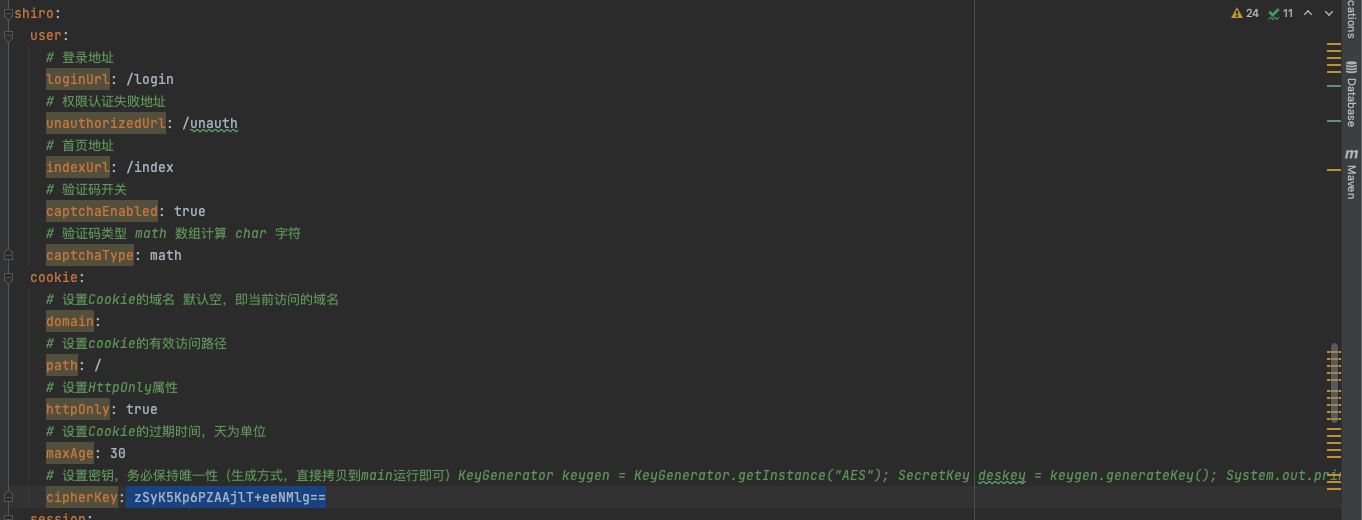 shiro:
24 11
user:
# 登录地址
loginUrl: /login
# 权限认证失败地址
unauthorizedUrl: /unauth
# 首页地址
indexUrl: /index
# 验证码开关
captchaEnabled: true
# 验证码类型 math 数组计算 char 字符
captchaType: math
cookie:
# 设置Cookie的域名 默认空，即当前访问的域名
domain:
# 设置cookie的有效访问路径
path: /
# 设置HttpOnly属性
httpOnly: true
# 设置Cookie的过期时间，天为单位
maxAge: 30
# 设置密钥，务必保持唯一性（生成方式，直接拷贝到main运行即可）KeyGenerator keygen = KeyGenerator.getInstance("AES"); SecretKey deskey = keygen.generateKey(); System.out.prin
cipherKey: zSyK5Kp6PZAAjlT+eeNMlg==
session:
cations
Database
m Maven